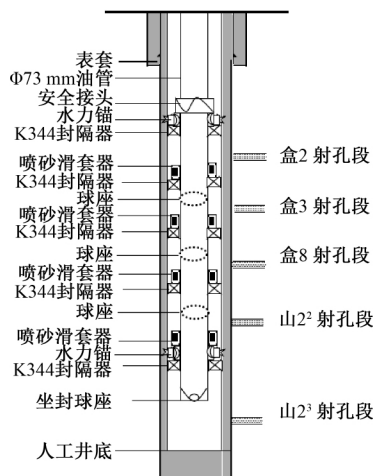 表套
Φ73 mm油管
安全接头
水力锚
K344封隔器
喷砂滑套器
K344封隔器
球座
喷砂滑套器
K344封隔器
球座
喷砂滑套器
K344封隔器
球座
喷砂滑套器
水力锚
K344封隔器
坐封球座
人工井底
盒2 射孔段
盒3 射孔段
盒8 射孔段
山2² 射孔段
山2³ 射孔段